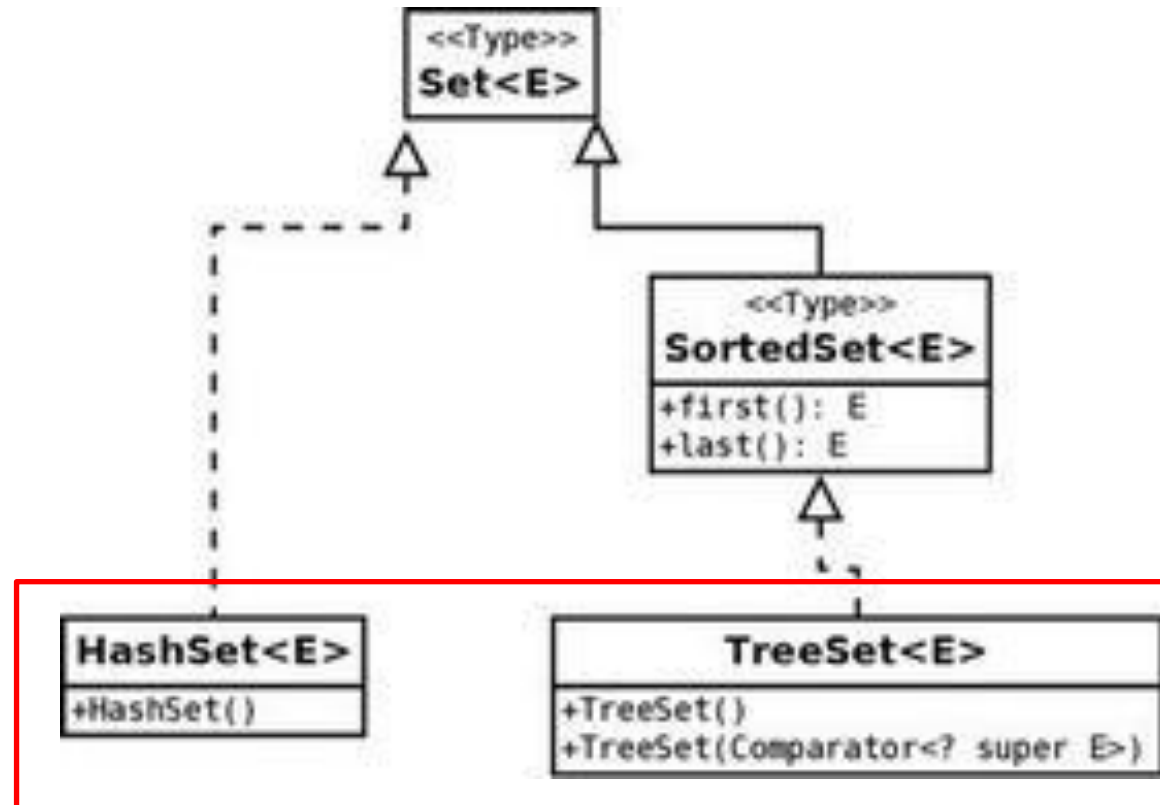 <<Type>>
Set<E>
<<Type>>
SortedSet<E>
+first(): E
+last(): E
HashSet<E>
+HashSet()
TreeSet<E>
+TreeSet()
+TreeSet(Comparator<? super E>)